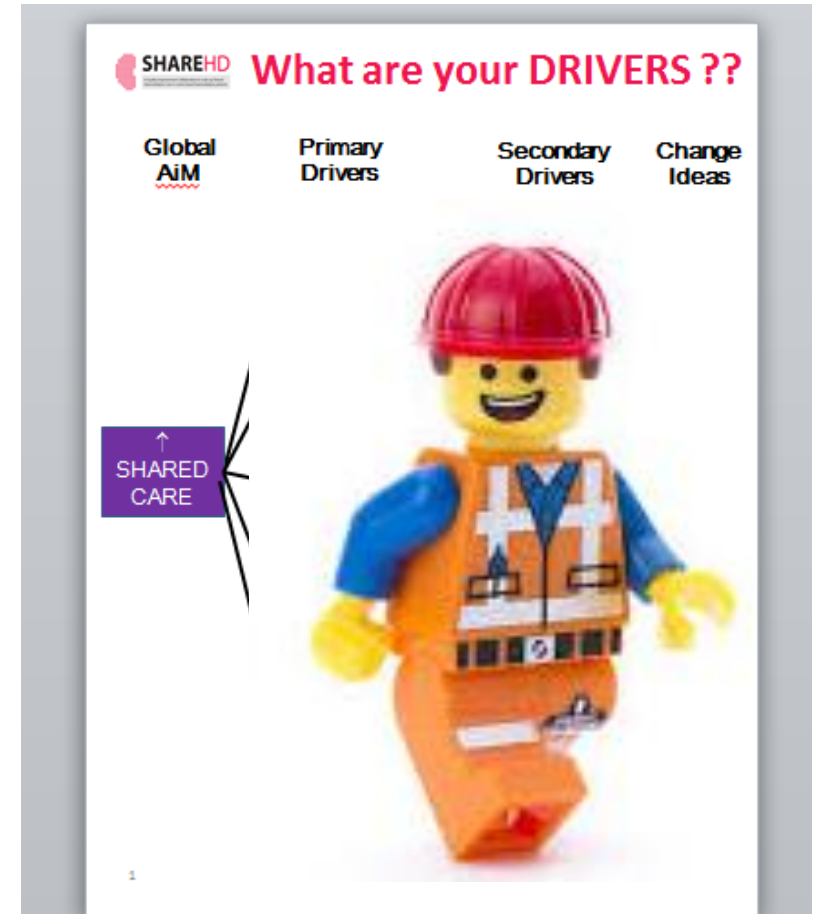 SHAREHD
What are your DRIVERS ??
Global
AiM
Primary
Drivers
Secondary
Drivers
Change
Ideas
↑
SHARED
CARE
1